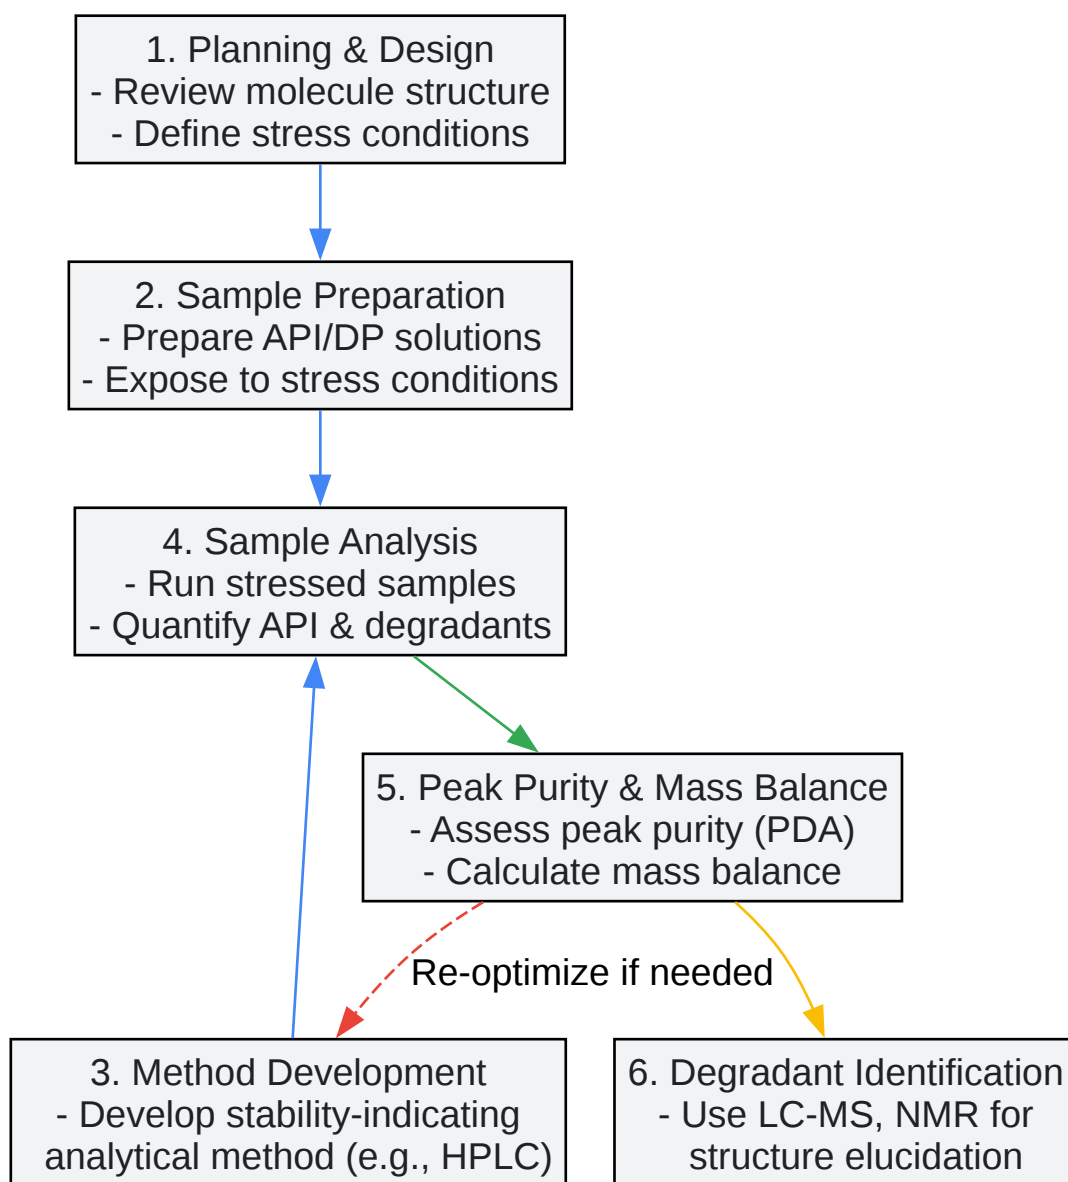 1. Planning & Design
- Review molecule structure
- Define stress conditions
2. Sample Preparation
- Prepare API/DP solutions
- Expose to stress conditions
4. Sample Analysis
- Run stressed samples
- Quantify API & degradants
5. Peak Purity & Mass Balance
- Assess peak purity (PDA)
- Calculate mass balance
Re-optimize if needed
3. Method Development
- Develop stability-indicating
analytical method (e.g., HPLC)
6. Degradant Identification
- Use LC-MS, NMR for
structure elucidation